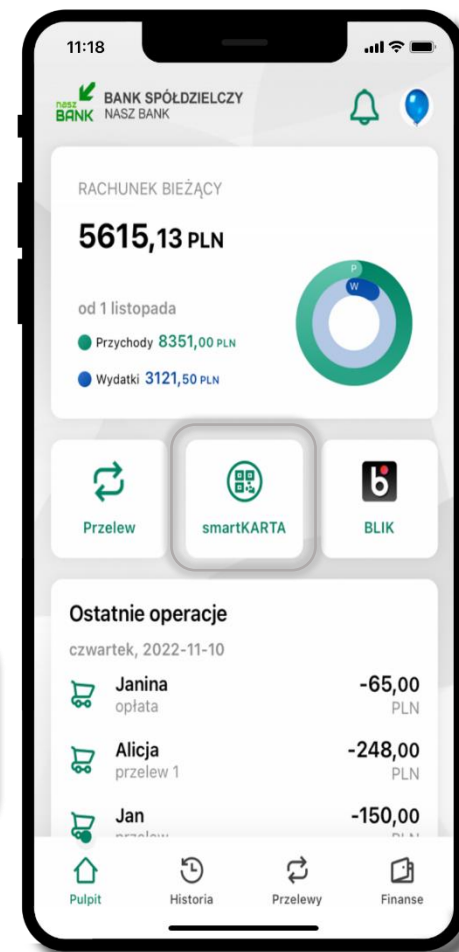 11:18
nasz
BANK
BANK SPÓŁDZIELCZY
NASZ BANK
RACHUNEK BIEŻĄCY
5615,13 PLN
od 1 listopada
Przychody 8351,00 PLN
Wydatki 3121,50 PLN
P
W
Przelew
smartKARTA
BLIK
Ostatnie operacje
czwartek, 2022-11-10
Janina
-65,00
opłata
PLN
Alicja
-248,00
przelew 1
PLN
Jan
-150,00
Pulpit
Historia
Przelewy
Finanse